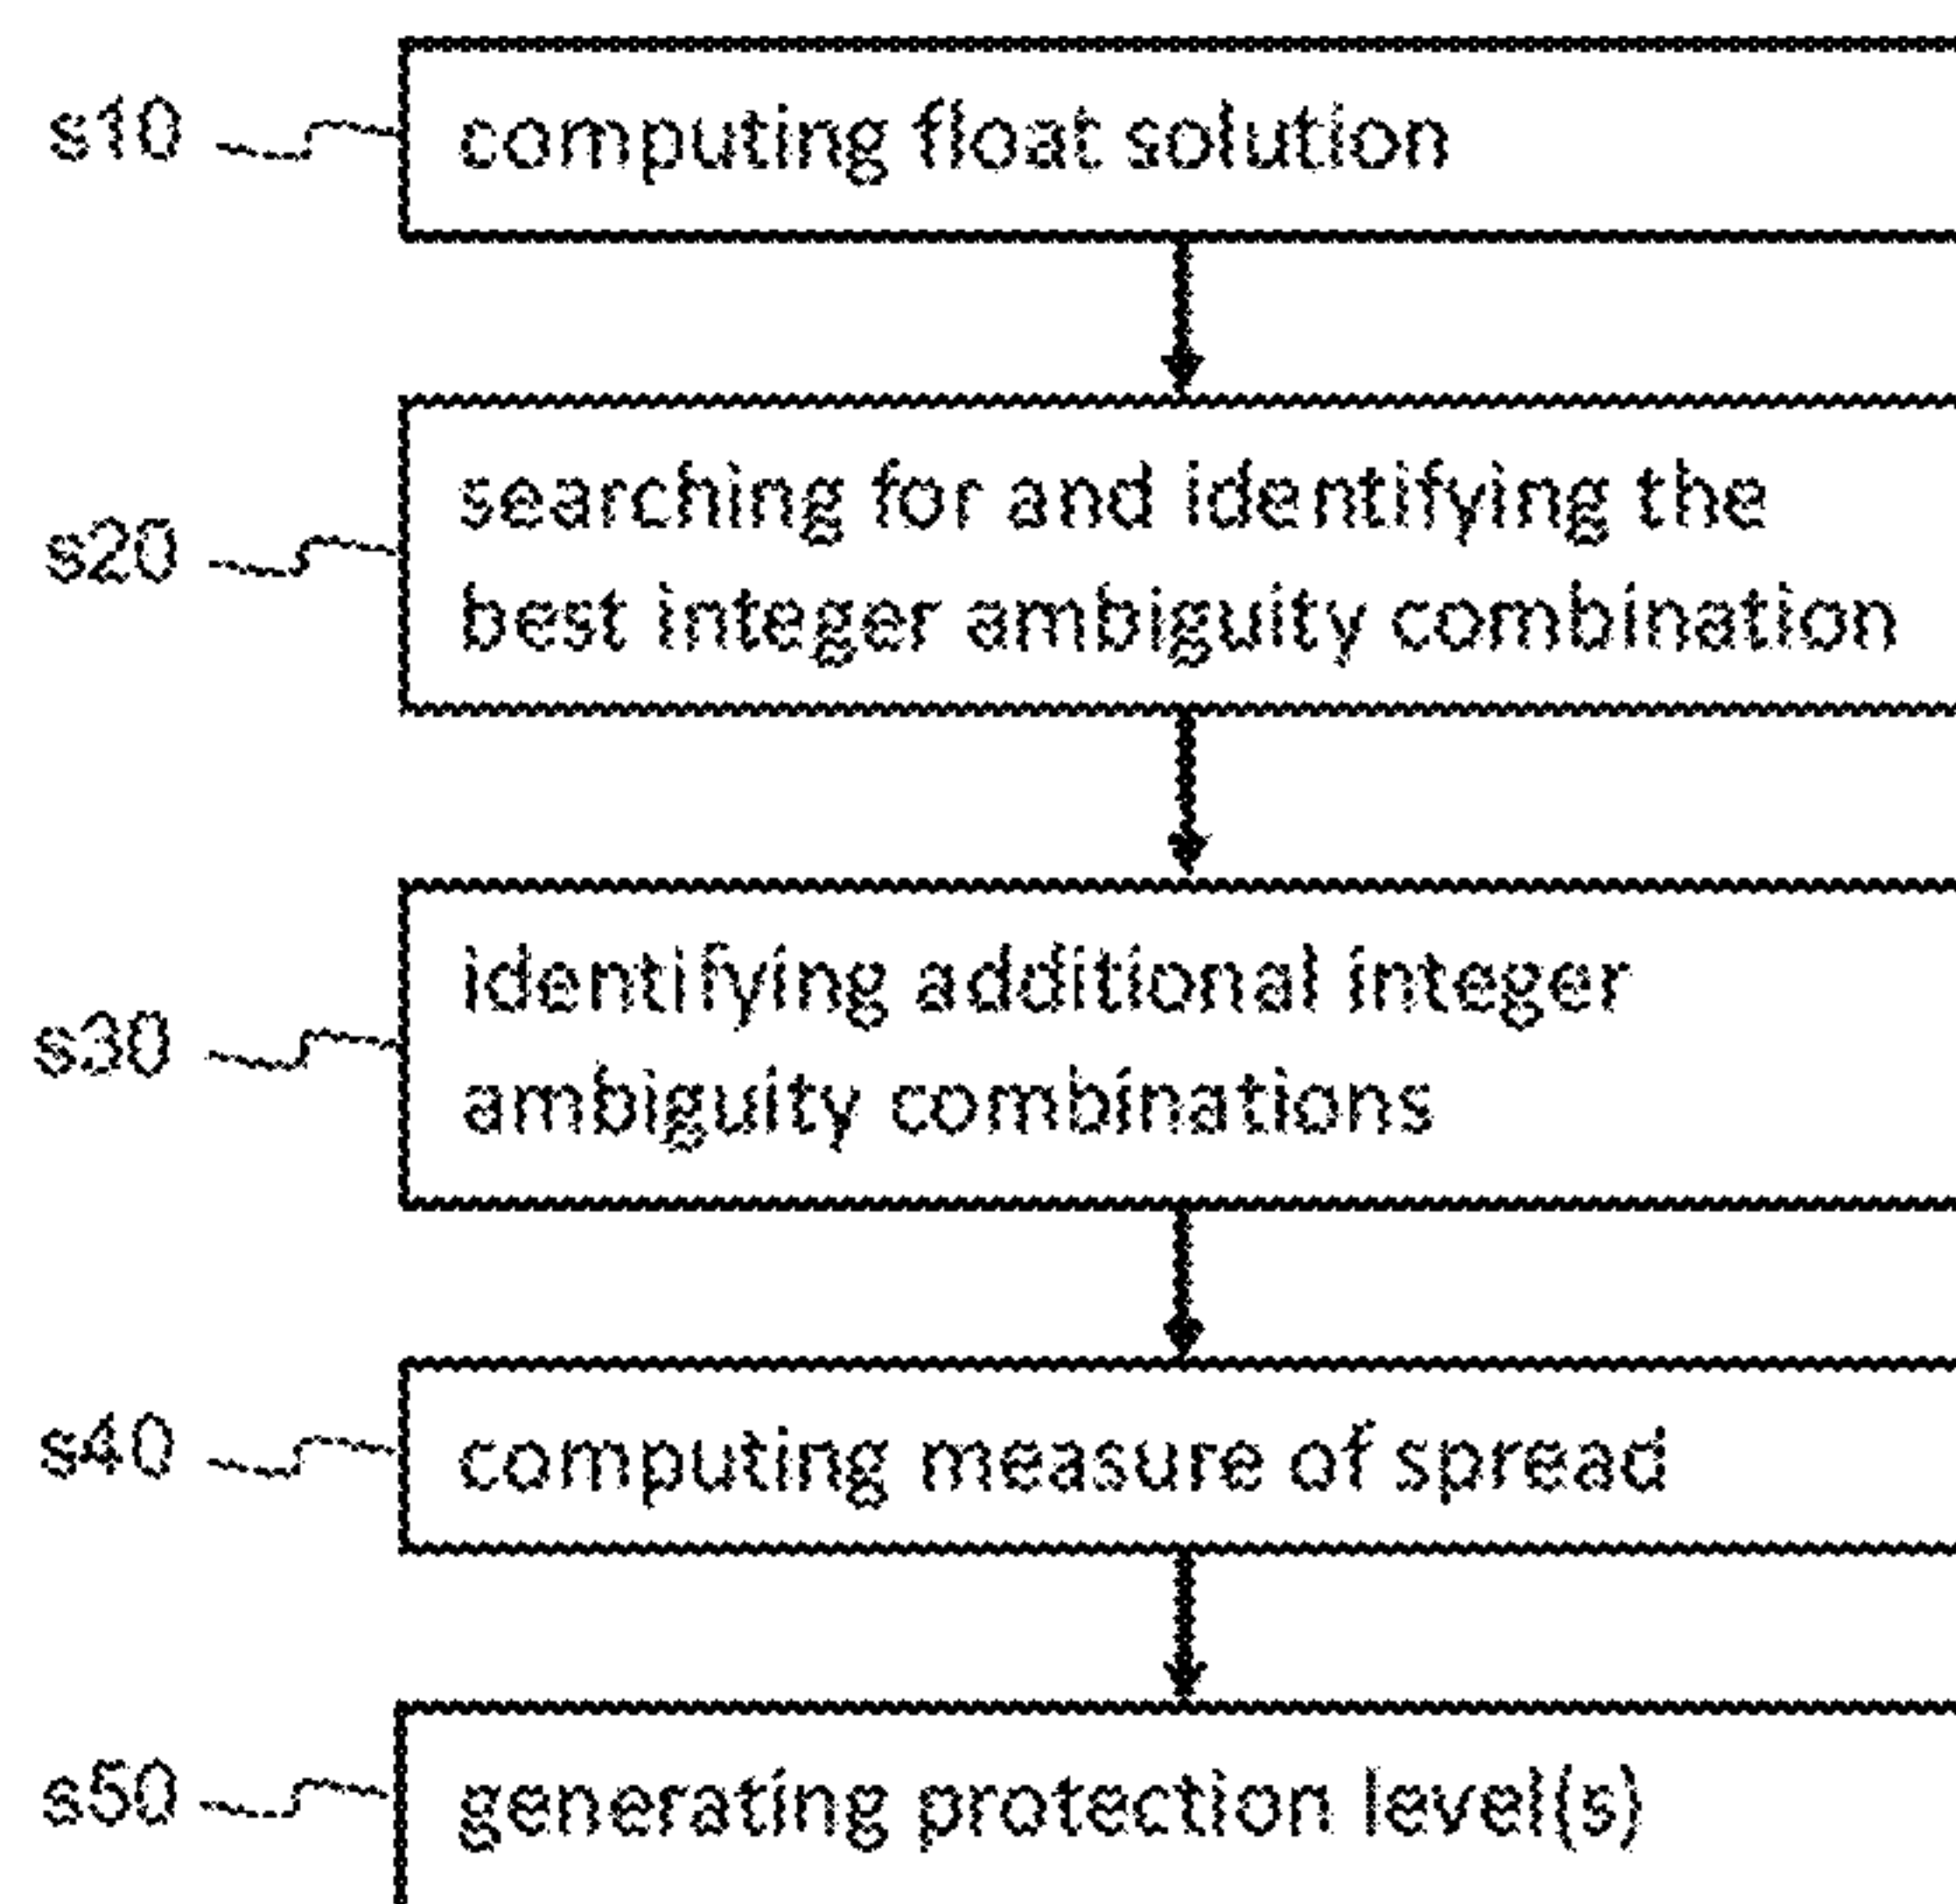 s10 computing float solution
s20
searching for and identifying the
best integer ambiguity combination
s30
identifying additional integer
ambiguity combinations
s40 computing measure of spread
s50 generating protection level(s)